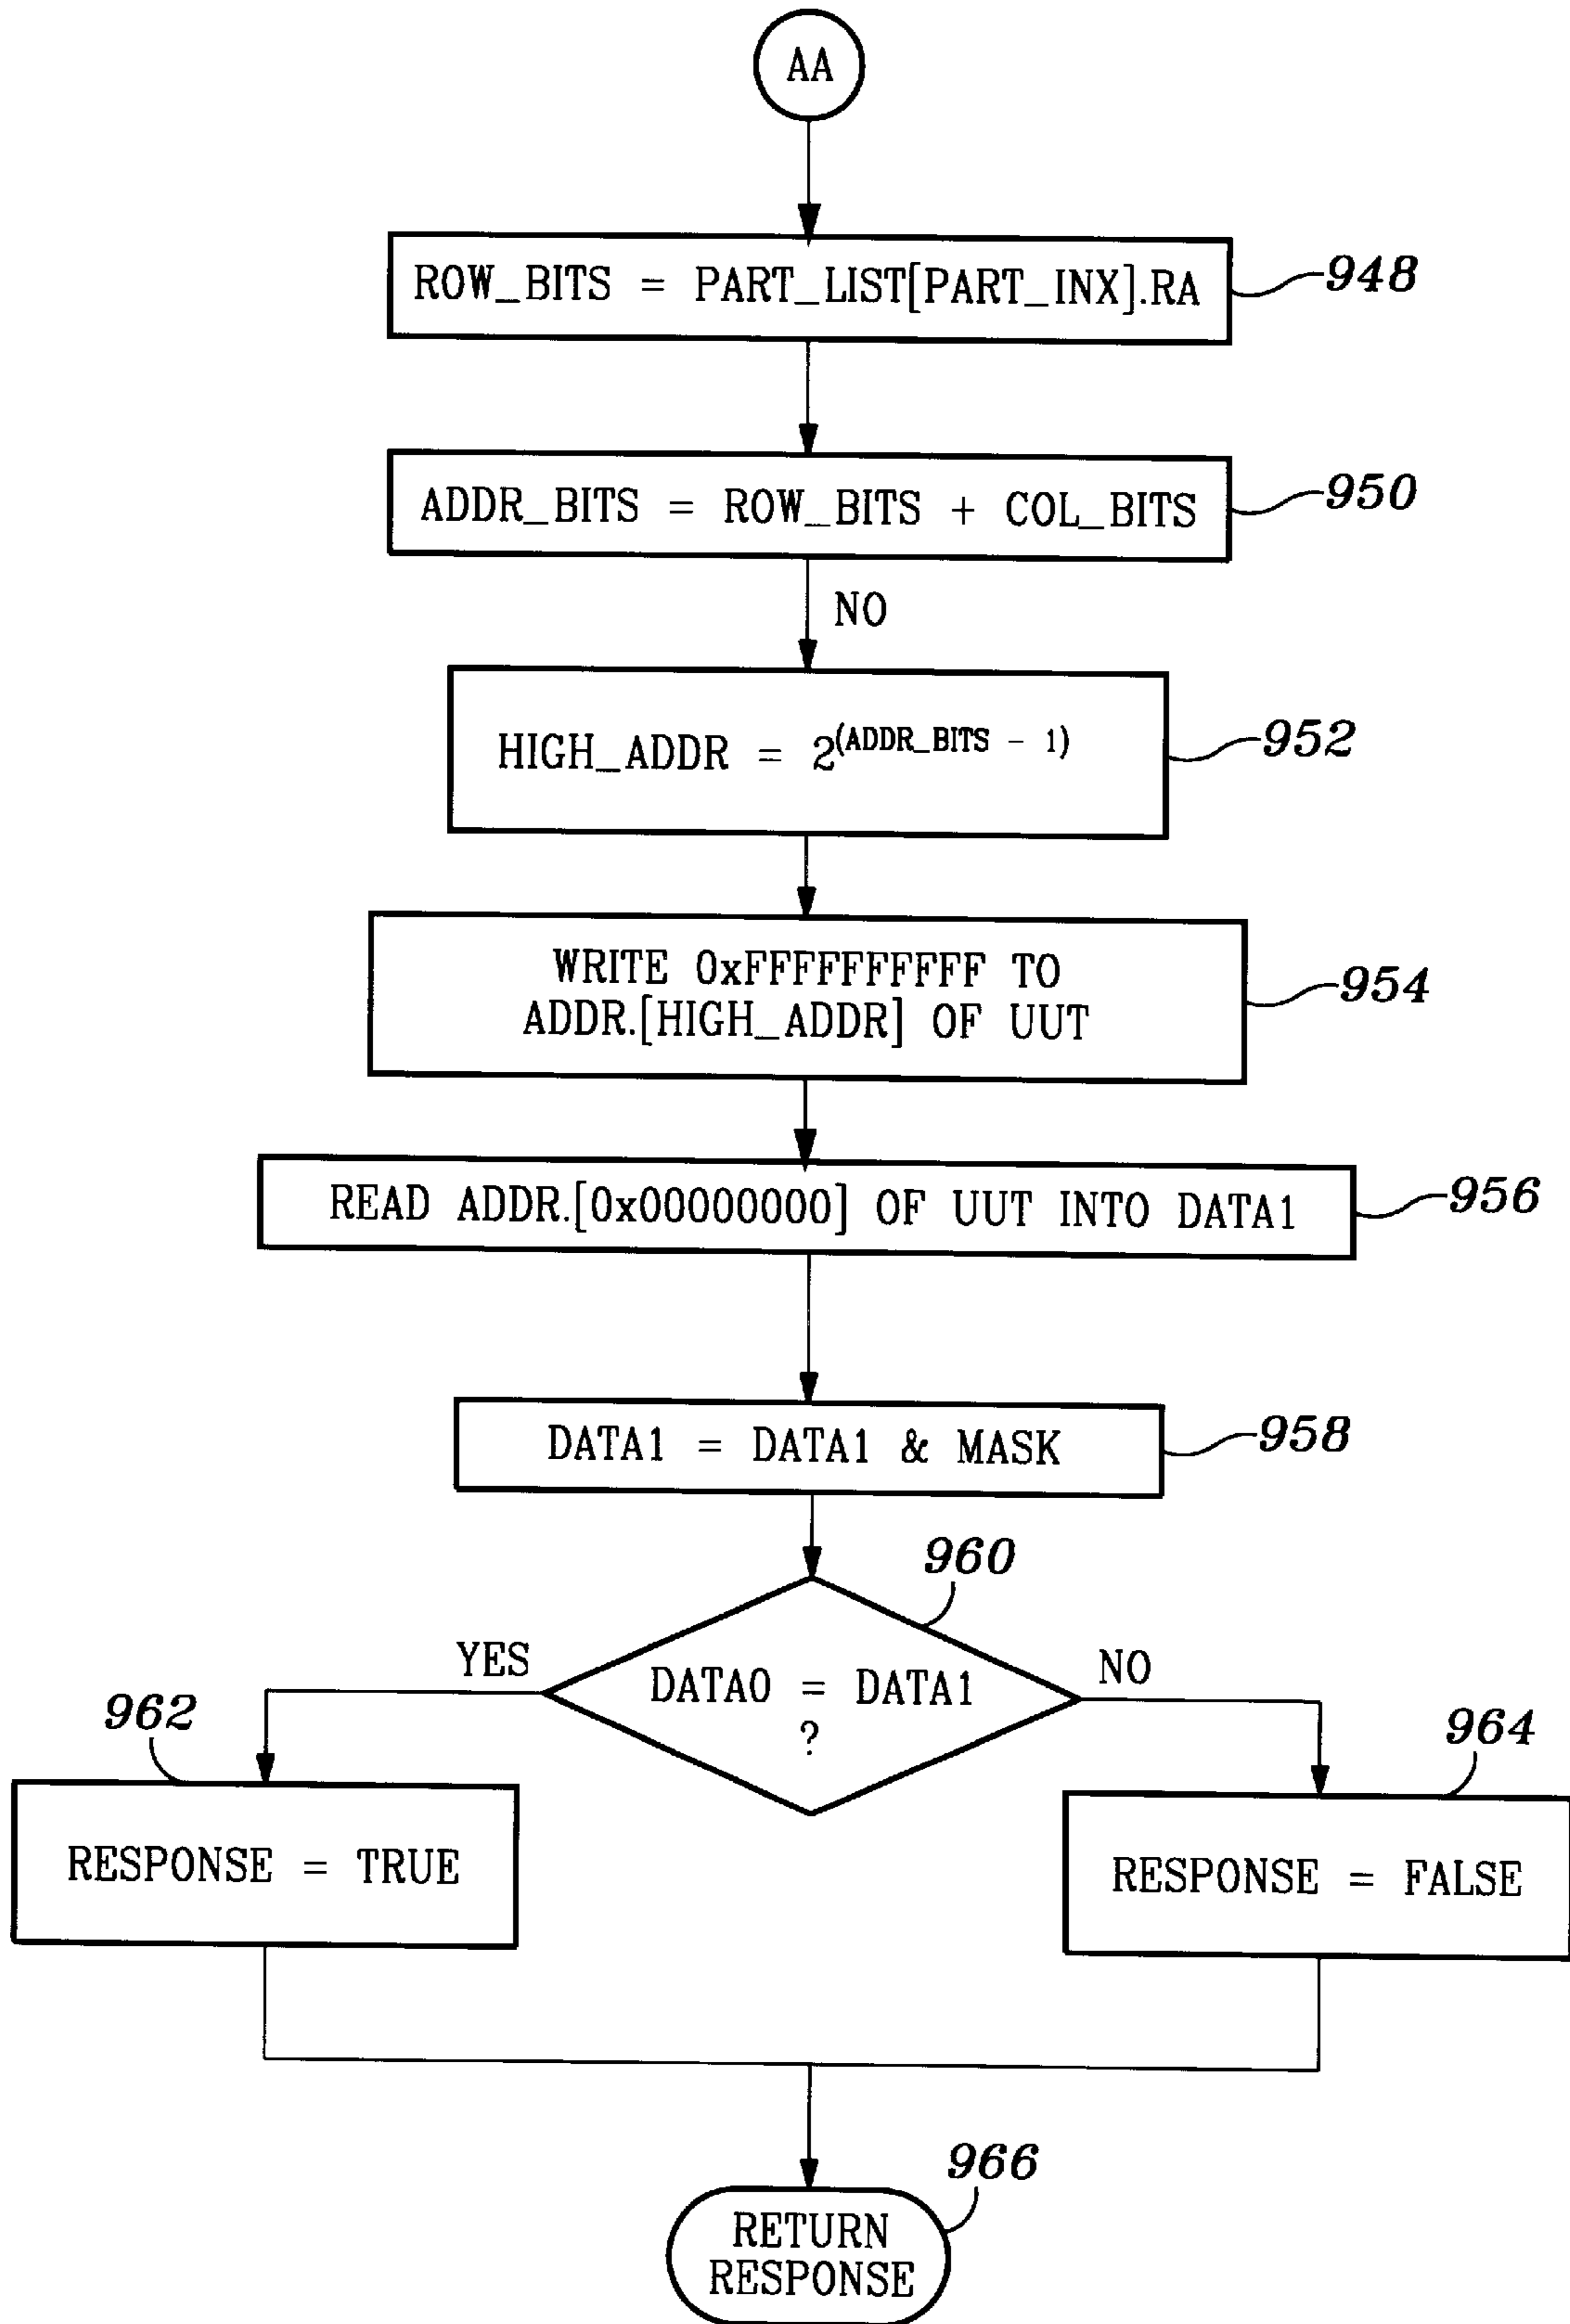 AA
ROW_BITS = PART_LIST[PART_INX].RA
948
ADDR_BITS = ROW_BITS + COL_BITS
950
NO
HIGH_ADDR = 2^(ADDR_BITS - 1)
952
WRITE 0xFFFFFFFFFF TO
ADDR.[HIGH_ADDR] OF UUT
954
READ ADDR.[0x00000000] OF UUT INTO DATA1
956
DATA1 = DATA1 & MASK
958
960
YES
DATA0 = DATA1
?
NO
962
964
RESPONSE = TRUE
RESPONSE = FALSE
966
RETURN
RESPONSE